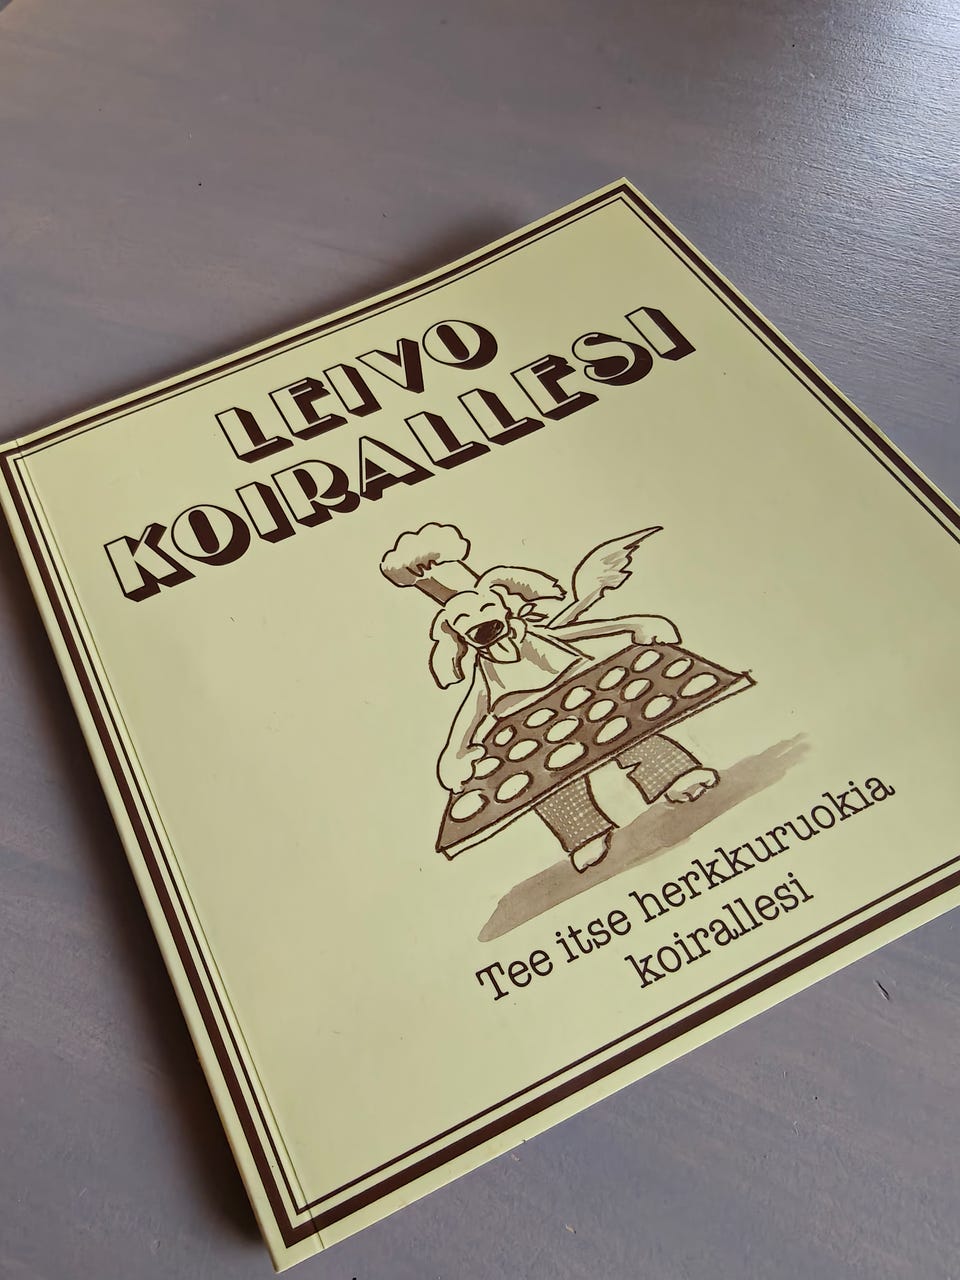 LEIVO
KOIRALLESI
Tee itse herkkuruokia
koirallesi